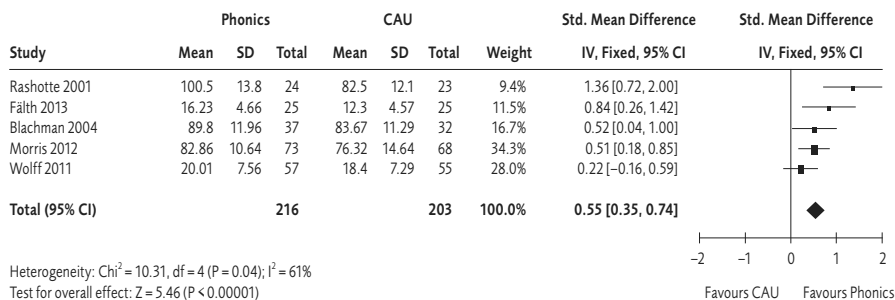 Phonics CAU Std. Mean Difference Std. Mean Difference
Study Mean SD Total Mean SD Total Weight IV, Fixed, 95% CI IV, Fixed, 95% CI
Rashotte 2001 100.5 13.8 24 82.5 12.1 23 9.4% 1.36 [0.72, 2.00]
Fälth 2013 16.23 4.66 25 12.3 4.57 25 11.5% 0.84 [0.26, 1.42]
Blachman 2004 89.8 11.96 37 83.67 11.29 32 16.7% 0.52 [0.04, 1.00]
Morris 2012 82.86 10.64 73 76.32 14.64 68 34.3% 0.51 [0.18, 0.85]
Wolff 2011 20.01 7.56 57 18.4 7.29 55 28.0% 0.22 [−0.16, 0.59]
Total (95% CI) 216 203 100.0% 0.55 [0.35, 0.74]
−2 −1 0 1 2
Heterogeneity: Chi² = 10.31, df = 4 (P = 0.04); I² = 61%
Test for overall effect: Z = 5.46 (P < 0.00001) Favours CAU Favours Phonics